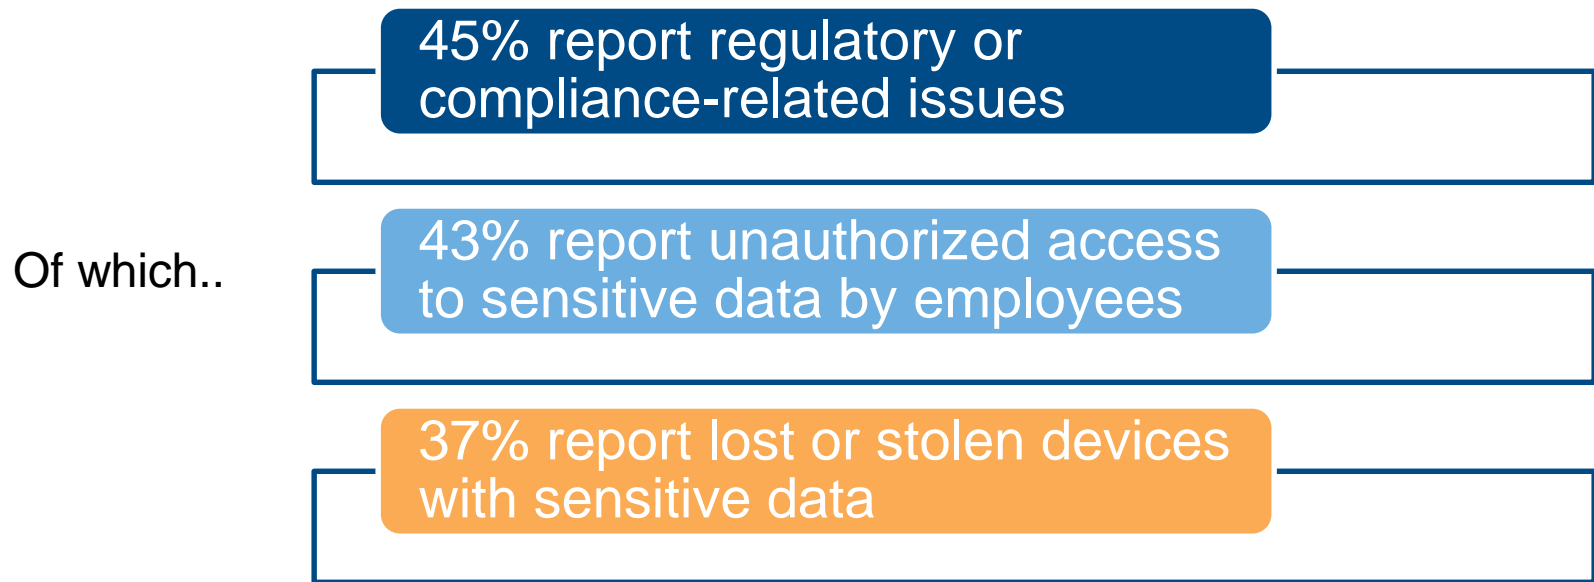 45% report regulatory or
compliance-related issues
Of which..
43% report unauthorized access
to sensitive data by employees
37% report lost or stolen devices
with sensitive data